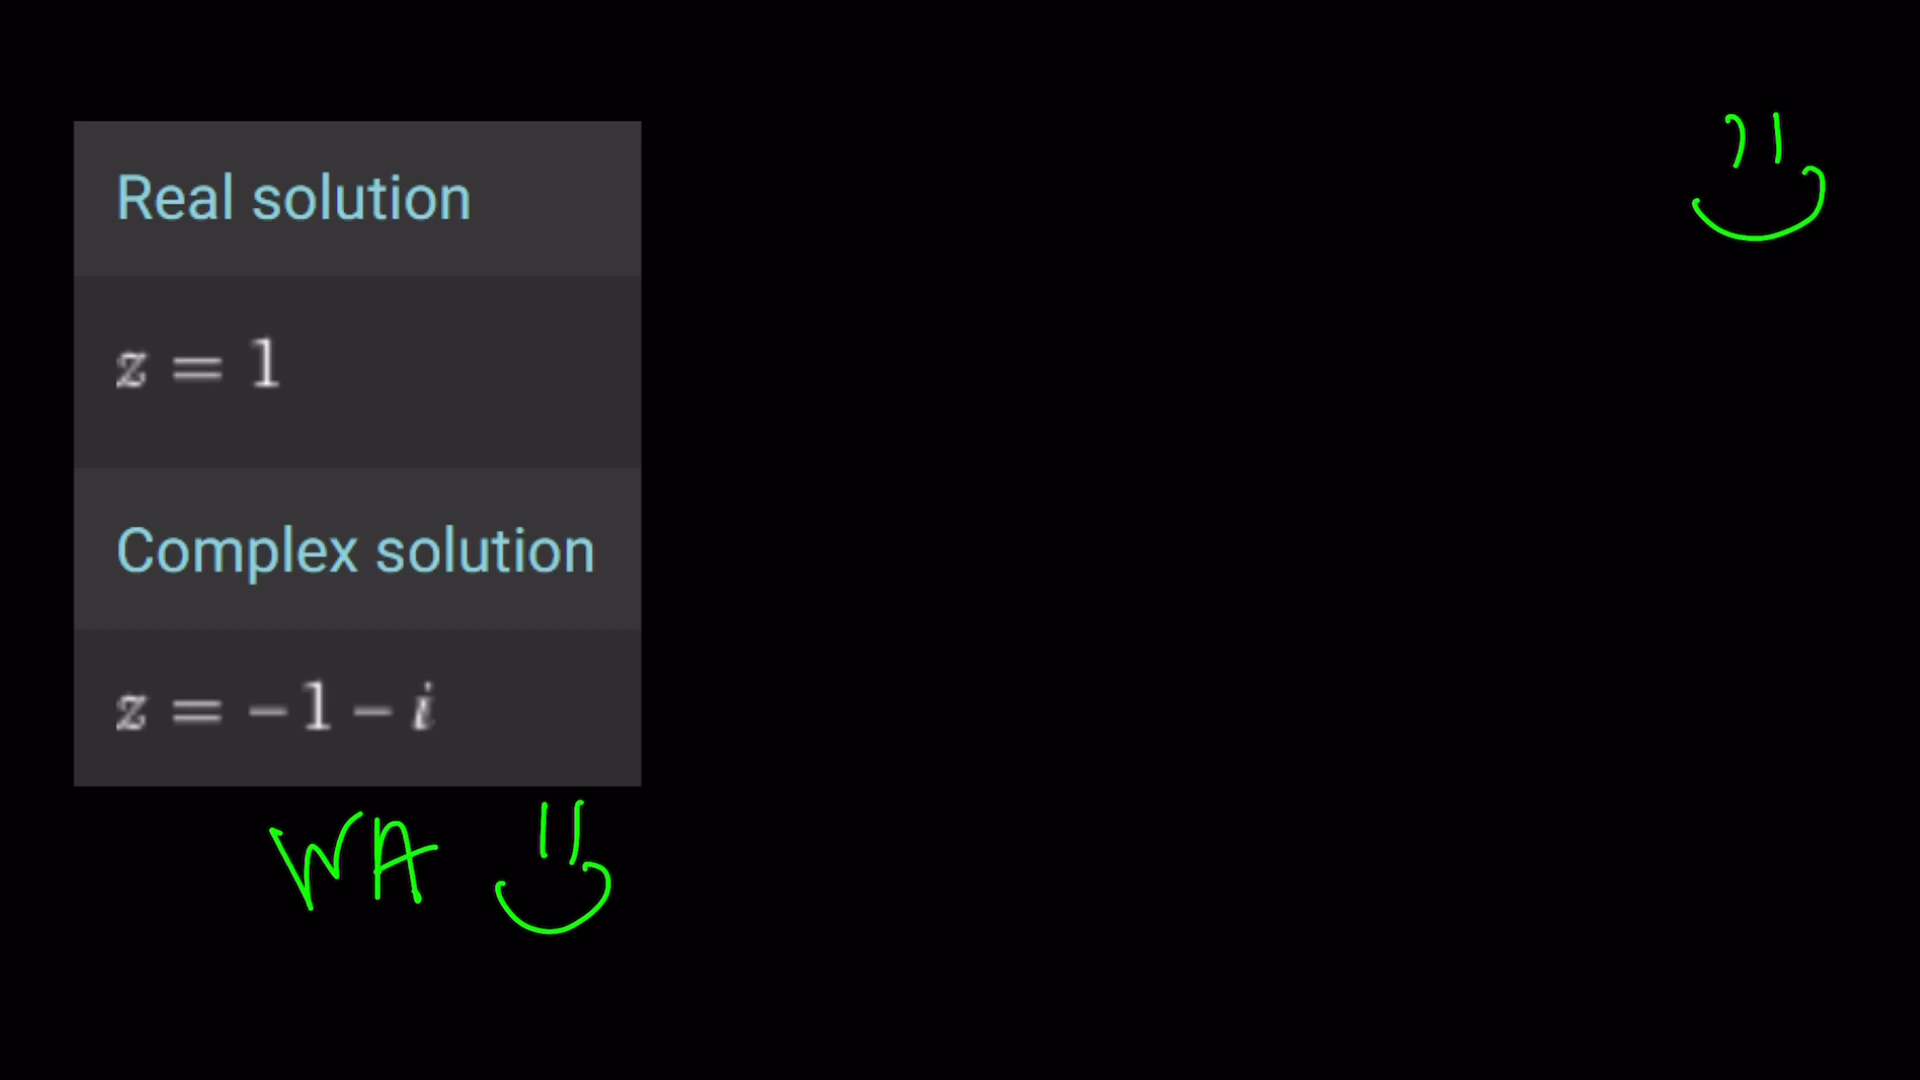 Real solution
z = 1
Complex solution
z = −1 − i
WA